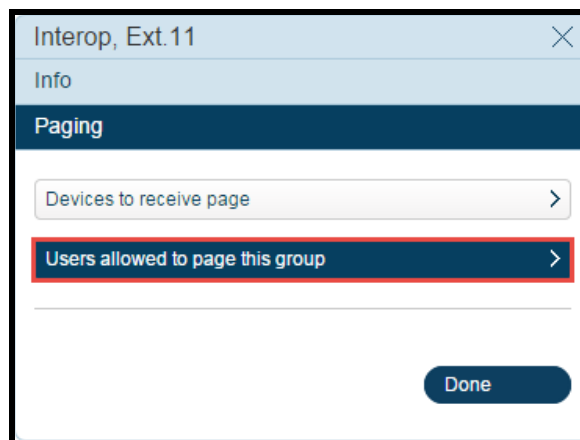 Interop, Ext.11
Info
Paging
Devices to receive page
Users allowed to page this group
Done